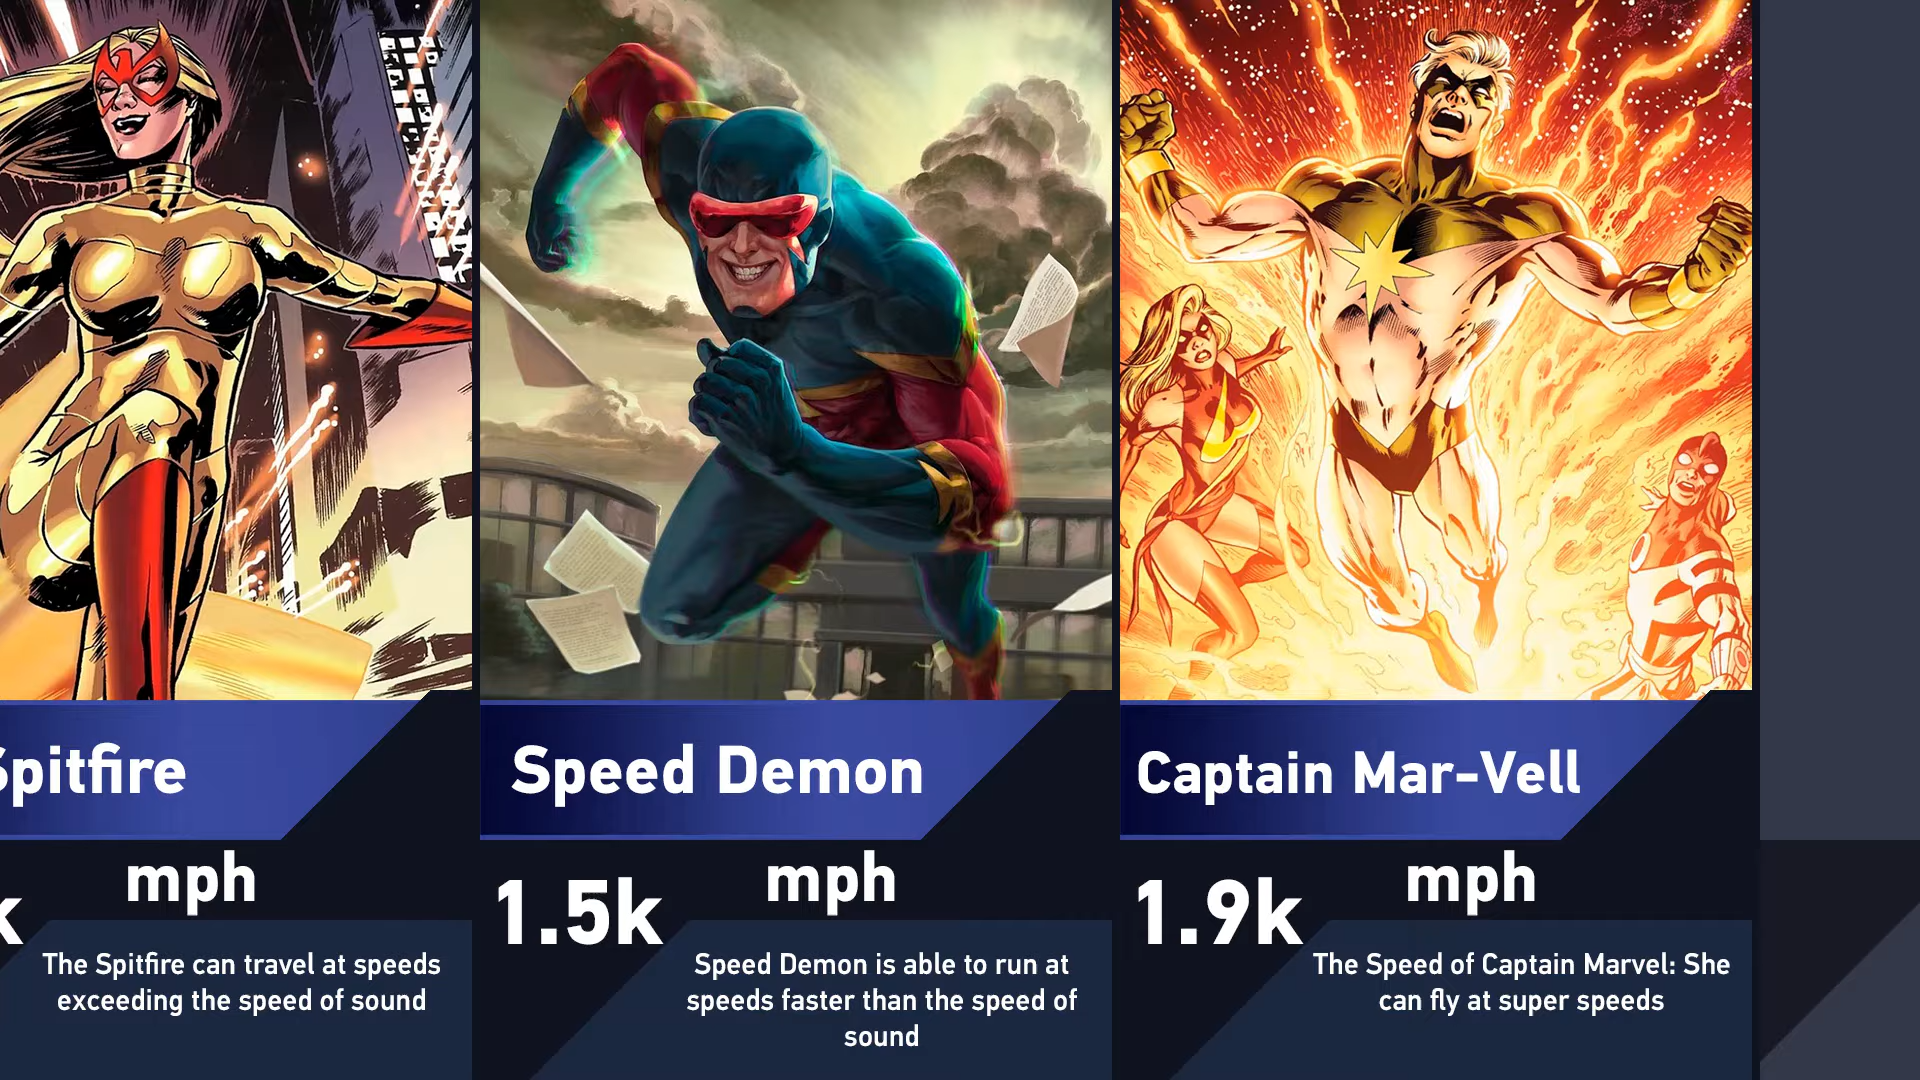 Spitfire
mph
k
The Spitfire can travel at speeds
exceeding the speed of sound
Speed Demon
mph
1.5k
Speed Demon is able to run at
speeds faster than the speed of
sound
Captain Mar-Vell
mph
1.9k
The Speed of Captain Marvel: She
can fly at super speeds